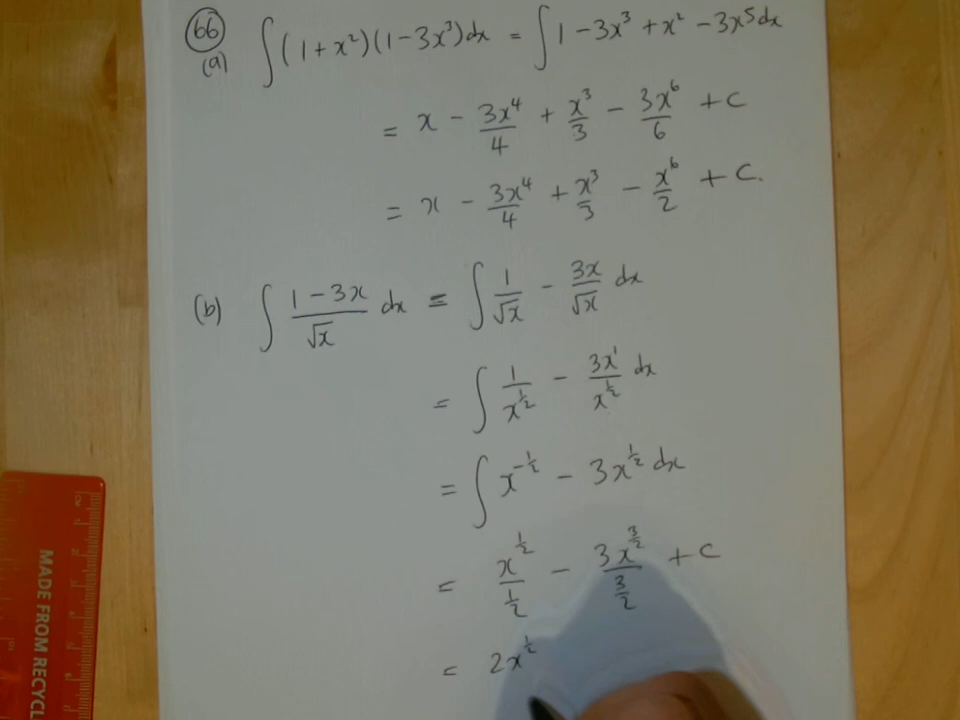 66
(a) ∫(1+x²)(1-3x³)dx = ∫1-3x³+x²-3x⁵dx
= x - 3x⁴/4 + x³/3 - 3x⁶/6 + C
= x - 3x⁴/4 + x³/3 - x⁶/2 + C.
(b) ∫ (1-3x)/√x dx = ∫ 1/√x - 3x/√x dx
= ∫ 1/x^½ - 3x¹/x^½ dx
= ∫ x^-½ - 3x^½ dx
= x^½/½ - 3x^(3/2)/(3/2) + C
= 2x^½
MADE FROM RECYCL